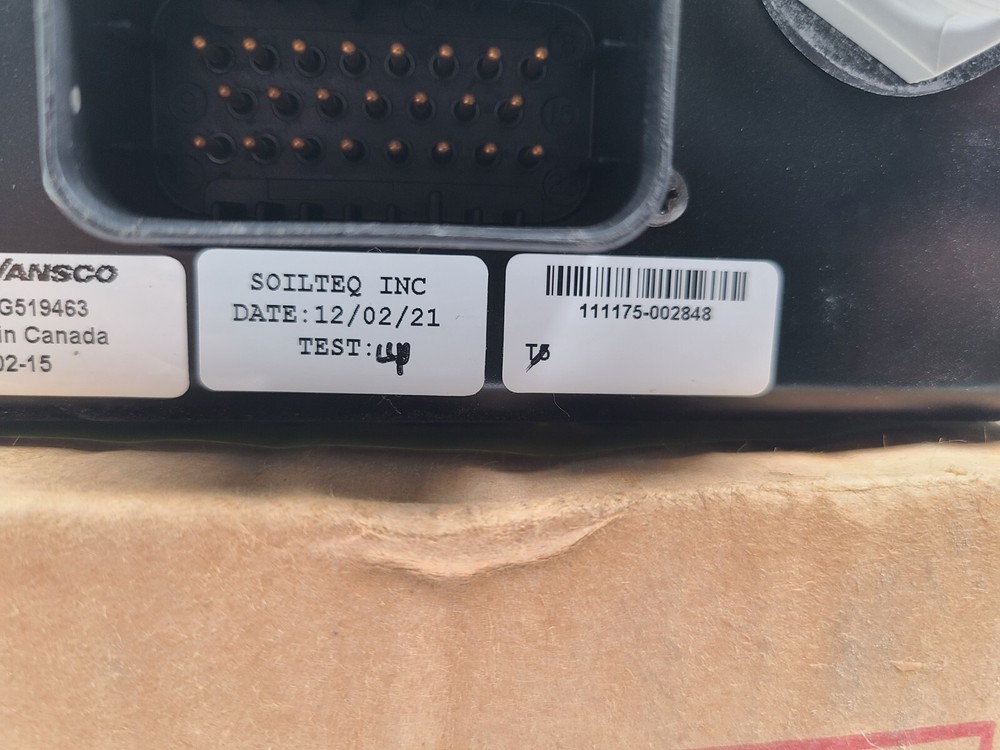 VANSCO
G519463
in Canada
02-15
SOILTEQ INC
DATE:12/02/21
TEST:
111175-002848